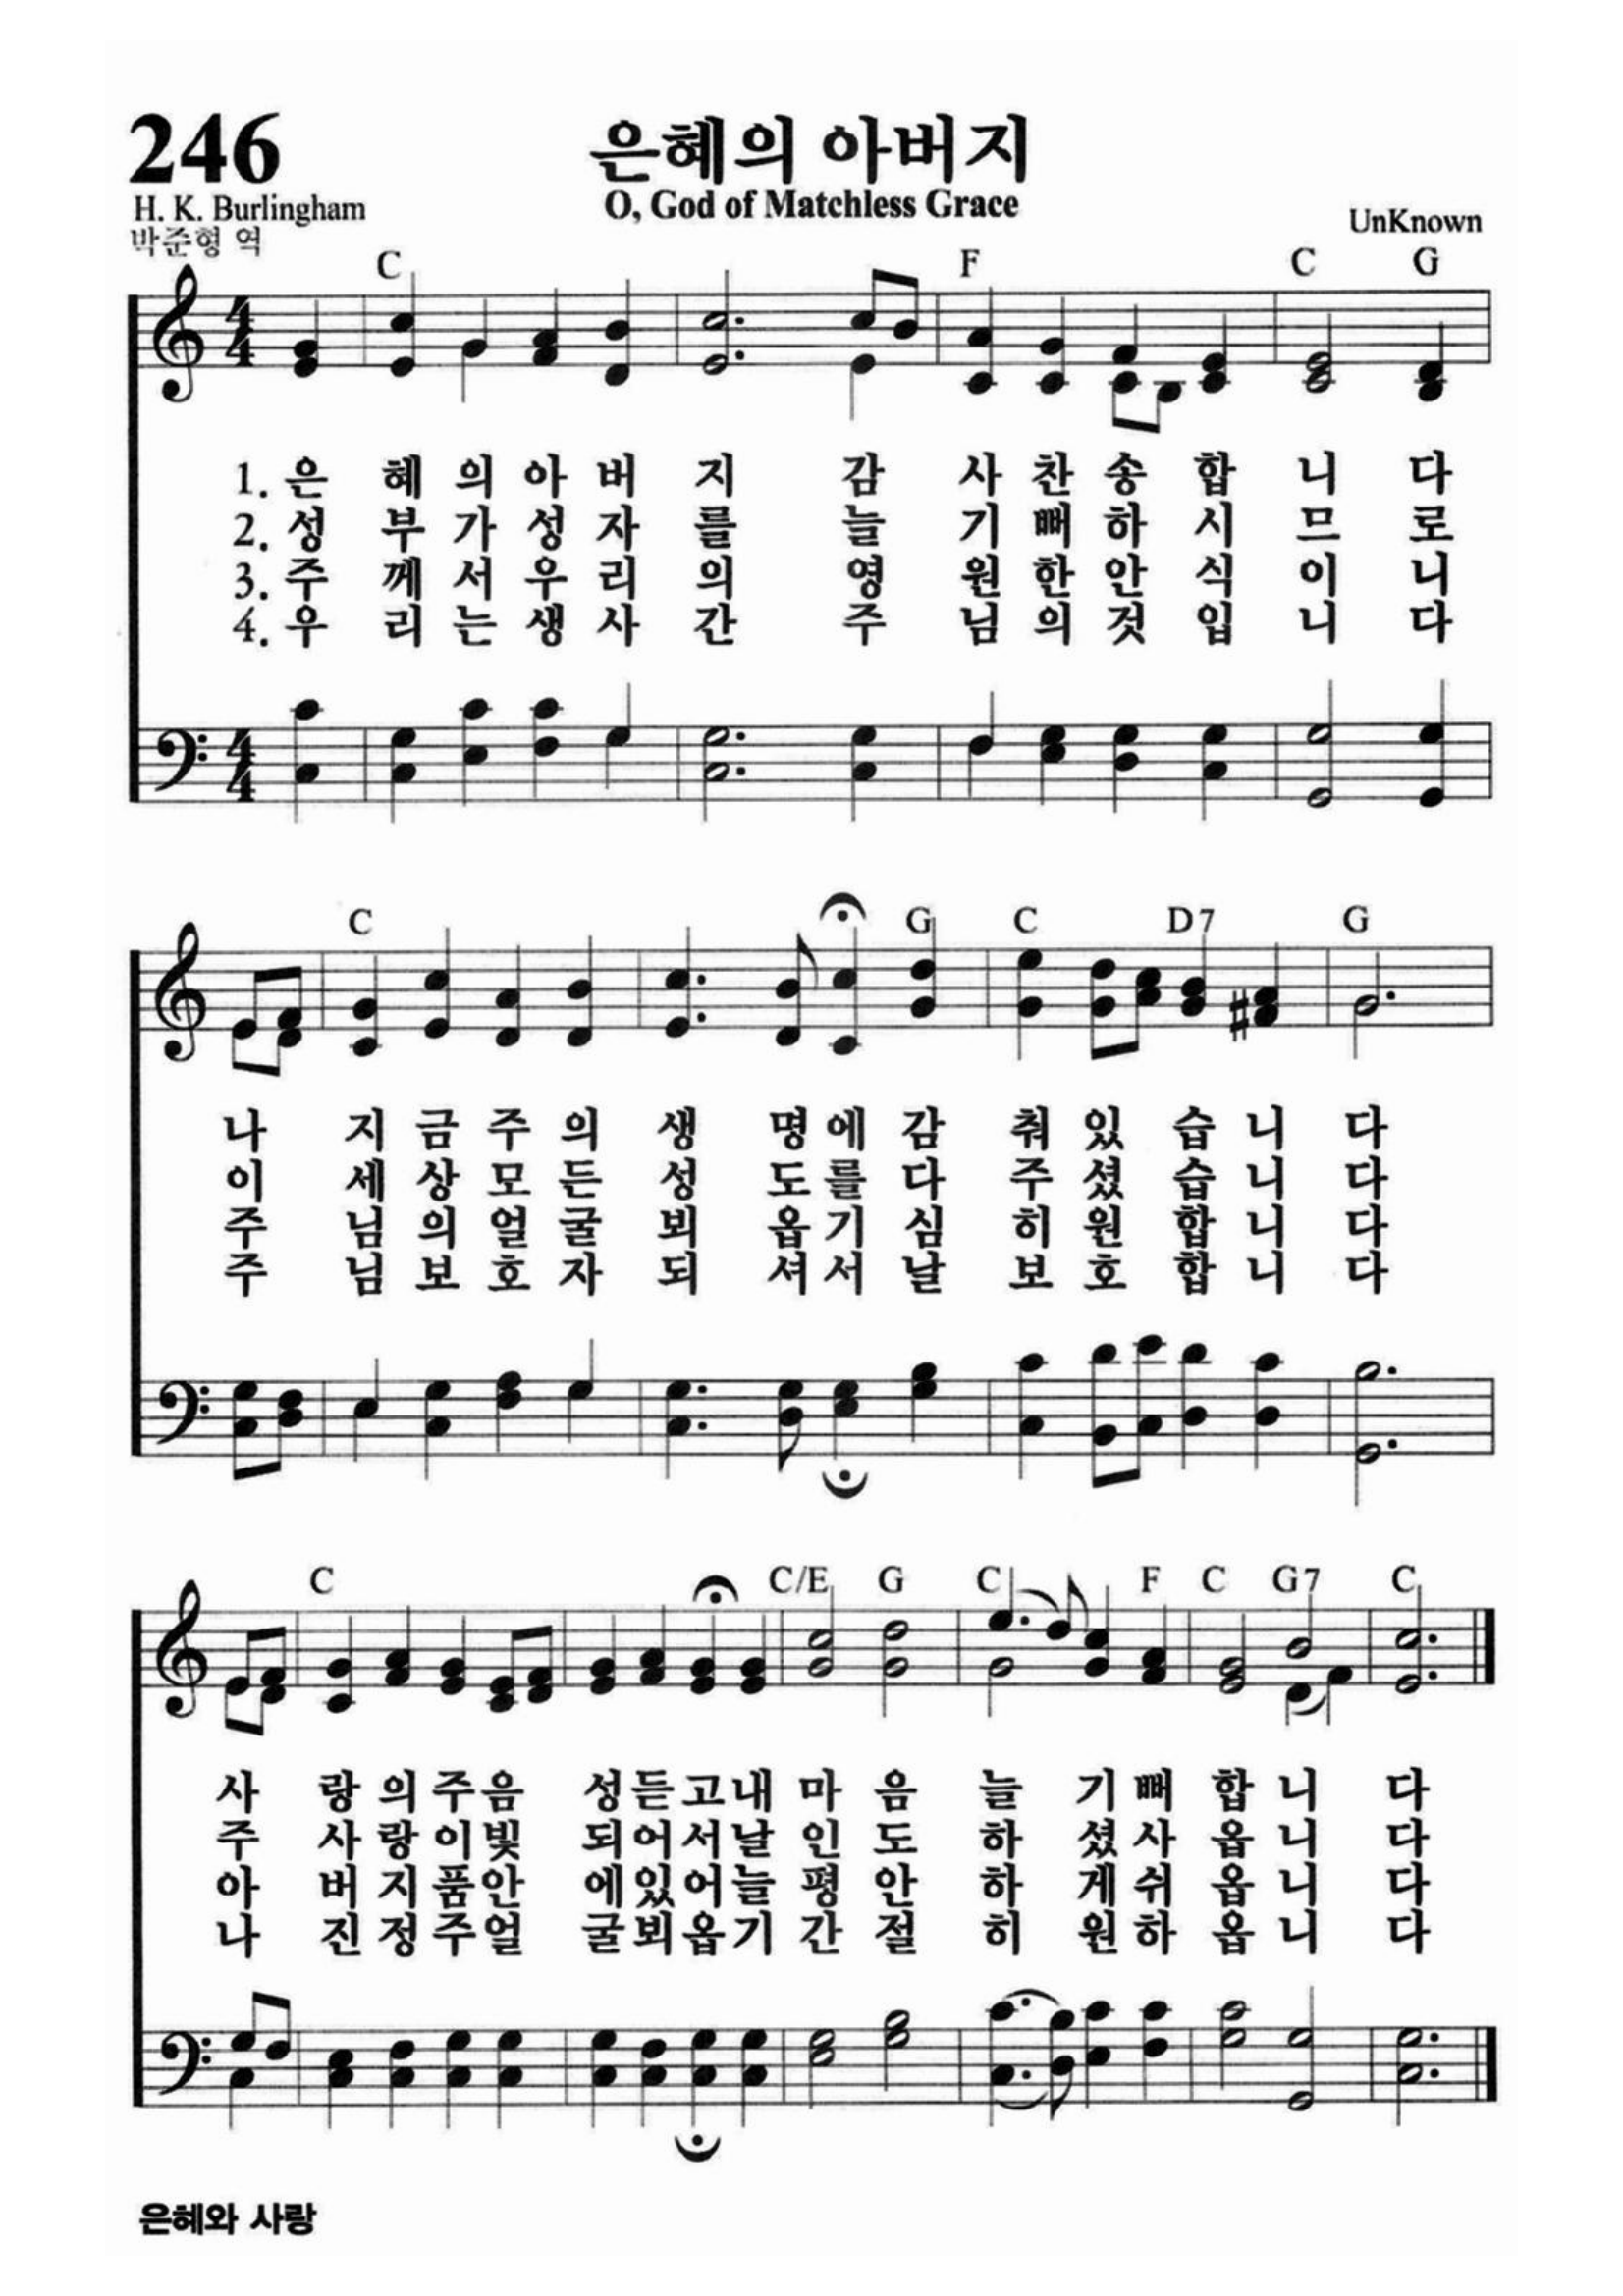 246
은혜의 아버지
O, God of Matchless Grace
H. K. Burlingham
박준형 역
UnKnown
C F C G
1. 은 혜 의 아 버 지 감 사 찬 송 합 니 다
2. 성 부 가 성 자 를 늘 기 뻐 하 시 므 로
3. 주 께 서 우 리 의 영 원 한 안 식 이 니
4. 우 리 는 생 사 간 주 님 의 것 입 니 다
C G C D7 G
나 지 금 주 의 생 명 에 감 춰 있 습 니 다
이 세 상 모 든 성 도 를 다 주 셨 습 니 다
주 님 의 얼 굴 뵈 옵 기 심 히 원 합 니 다
주 님 보 호 자 되 셔 서 날 보 호 합 니 다
C C/E G C F C G7 C
사 랑 의 주 음 성 듣 고 내 마 음 늘 기 뻐 합 니 다
주 사 랑 이 빛 되 어 서 날 인 도 하 셨 사 옵 니 다
아 버 지 품 안 에 있 어 늘 평 안 하 게 쉬 옵 니 다
나 진 정 주 얼 굴 뵈 옵 기 간 절 히 원 하 옵 니 다
은혜와 사랑